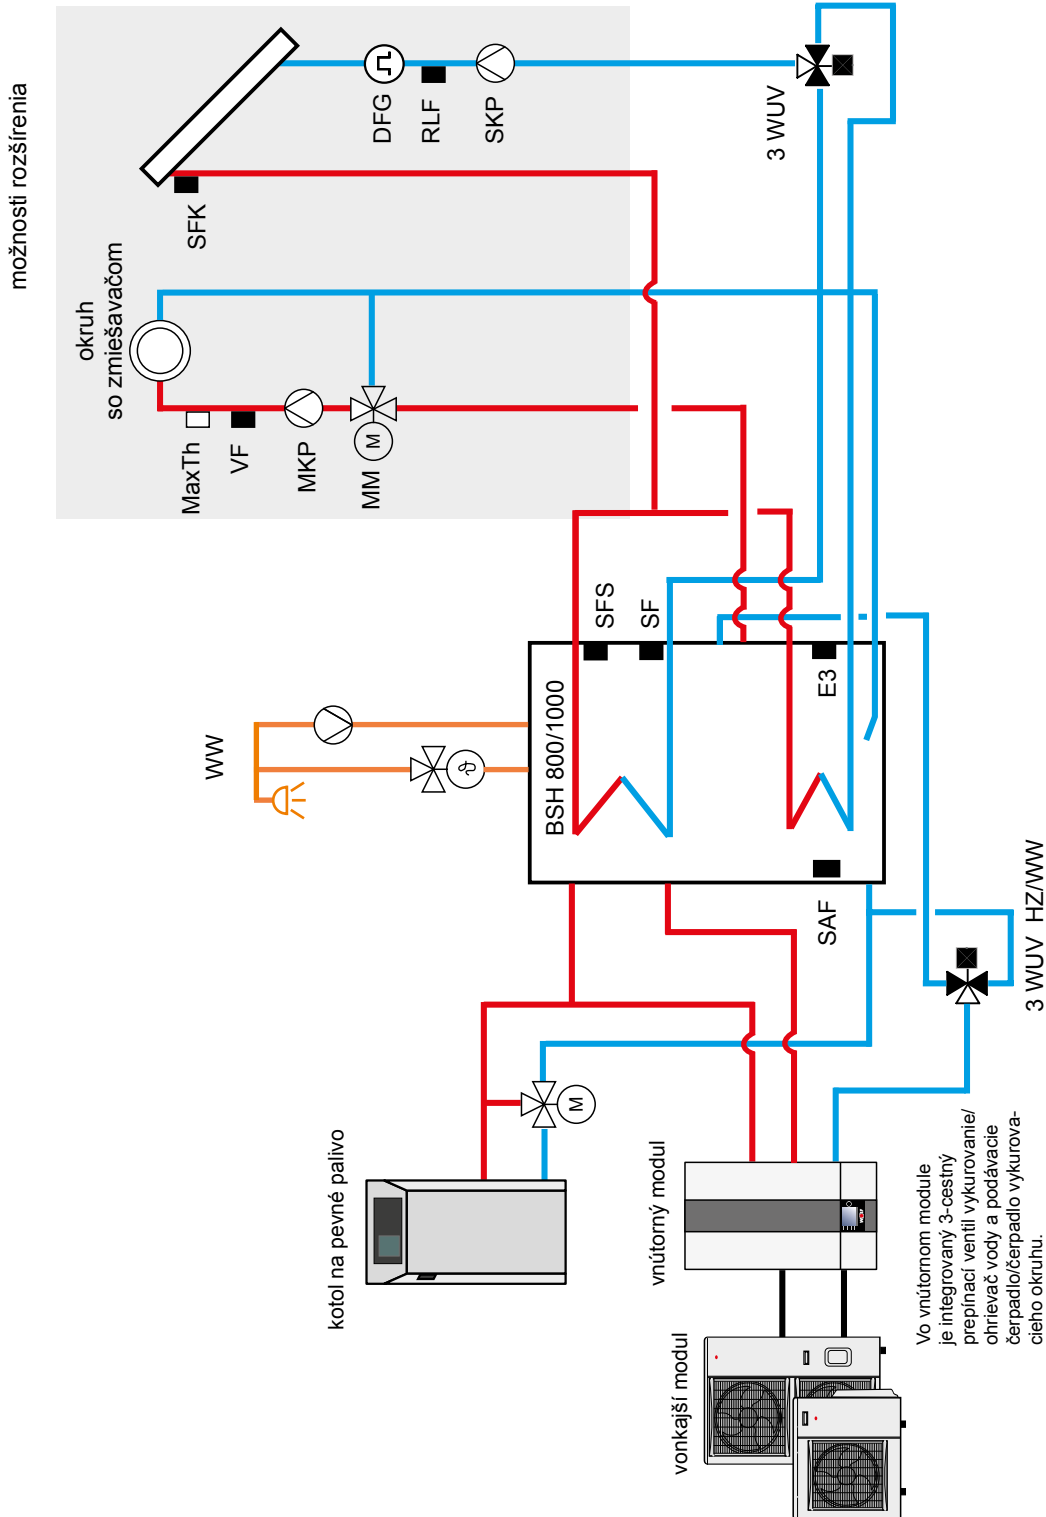 možnosti rozšírenia
okruh
so zmiešavačom
MaxTh
VF
MKP
MM
M
SFK
DFG
RLF
SKP
3 WUV
WW
ϑ
BSH 800/1000
SFS
SF
E3
SAF
3 WUV HZ/WW
kotol na pevné palivo
M
vnútorný modul
vonkajší modul
Vo vnútornom module
je integrovaný 3-cestný
prepínací ventil vykurovanie/
ohrievač vody a podávacie
čerpadlo/čerpadlo vykurova-
cieho okruhu.